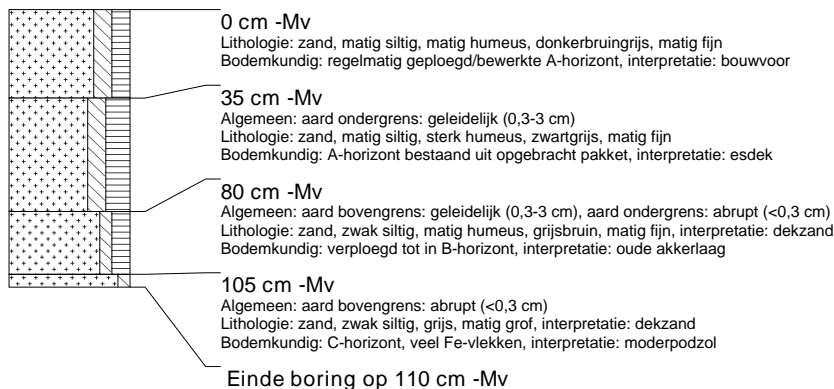 0 cm -Mv
Lithologie: zand, matig siltig, matig humeus, donkerbruingrijs, matig fijn
Bodemkundig: regelmatig geploegd/bewerkte A-horizont, interpretatie: bouwvoor
35 cm -Mv
Algemeen: aard ondergrens: geleidelijk (0,3-3 cm)
Lithologie: zand, matig siltig, sterk humeus, zwartgrijs, matig fijn
Bodemkundig: A-horizont bestaand uit opgebracht pakket, interpretatie: esdek
80 cm -Mv
Algemeen: aard bovengrens: geleidelijk (0,3-3 cm), aard ondergrens: abrupt (<0,3 cm)
Lithologie: zand, zwak siltig, matig humeus, grijsbruin, matig fijn, interpretatie: dekzand
Bodemkundig: verploegd tot in B-horizont, interpretatie: oude akkerlaag
105 cm -Mv
Algemeen: aard bovengrens: abrupt (<0,3 cm)
Lithologie: zand, zwak siltig, grijs, matig grof, interpretatie: dekzand
Bodemkundig: C-horizont, veel Fe-vlekken, interpretatie: moderpodzol
Einde boring op 110 cm -Mv